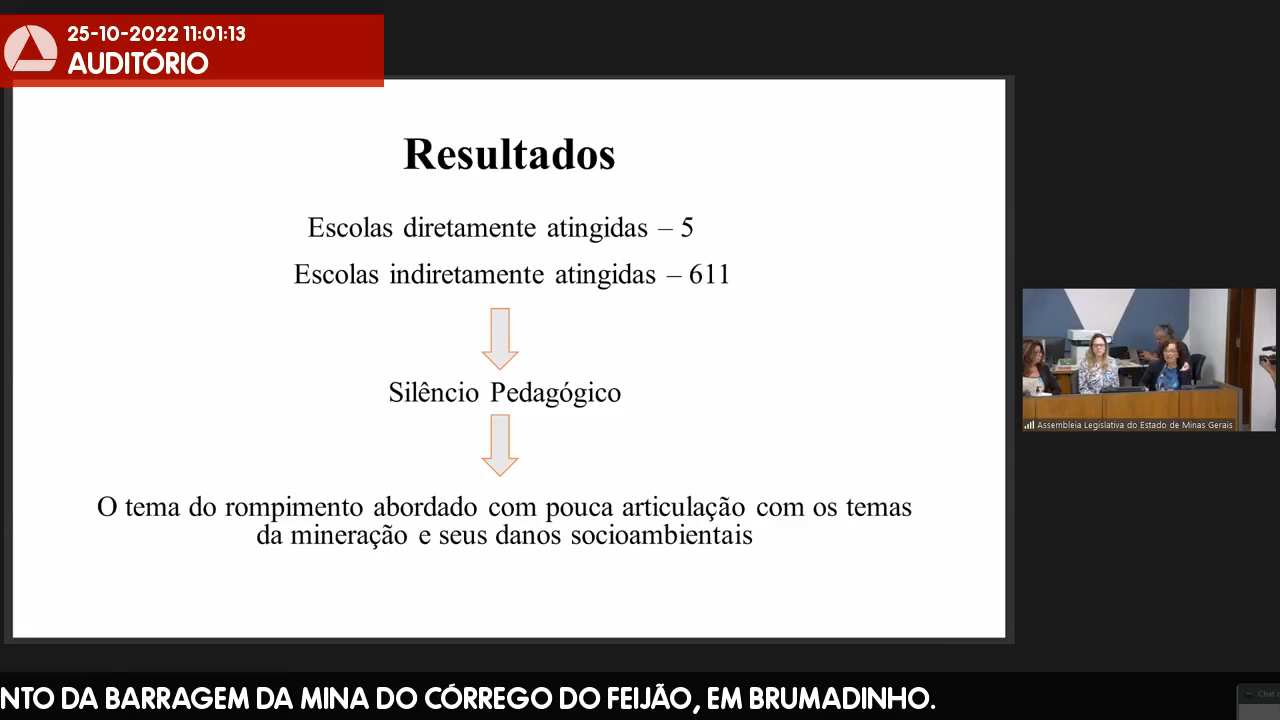 25-10-2022 11:01:13
AUDITÓRIO
Resultados
Escolas diretamente atingidas – 5
Escolas indiretamente atingidas – 611
Silêncio Pedagógico
O tema do rompimento abordado com pouca articulação com os temas
da mineração e seus danos socioambientais
Assembleia Legislativa do Estado de Minas Gerais
NTO DA BARRAGEM DA MINA DO CÓRREGO DO FEIJÃO, EM BRUMADINHO.
Chat